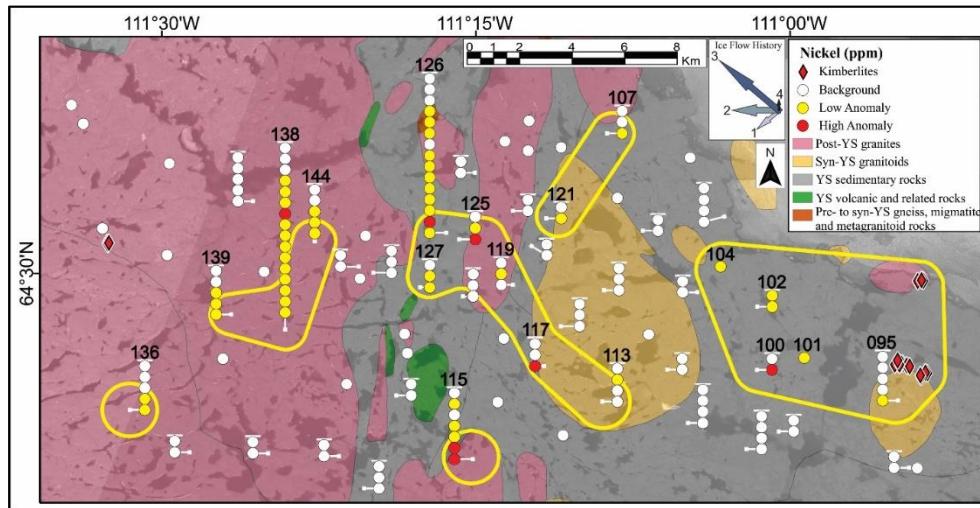 111°30'W 111°15'W 111°00'W
64°30'N
0 1 2 4 6 8
Km
Ice Flow History
3
4
2
1
N
Nickel (ppm)
Kimberlites
Background
Low Anomaly
High Anomaly
Post-YS granites
Syn-YS granitoids
YS sedimentary rocks
YS volcanic and related rocks
Pre- to syn-YS gneiss, migmatite
and metagranitoid rocks
126
107
138
144
121
125
119
127
139
104
102
117
100
101
095
113
136
115